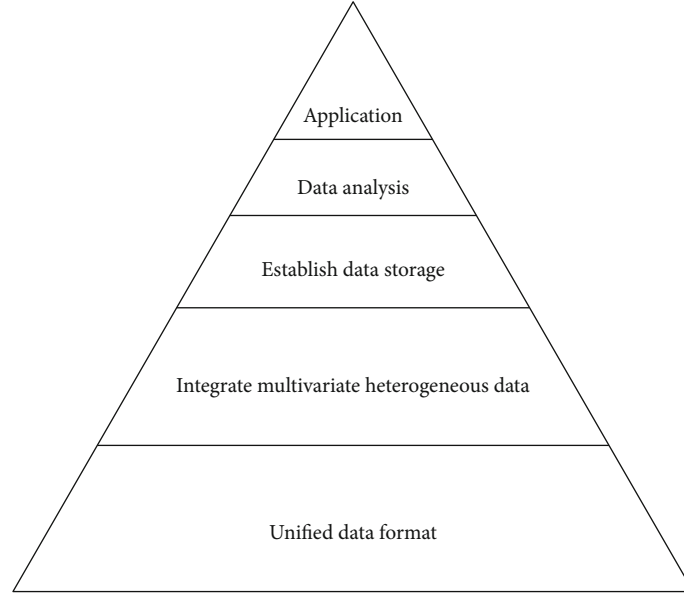 Application
Data analysis
Establish data storage
Integrate multivariate heterogeneous data
Unified data format